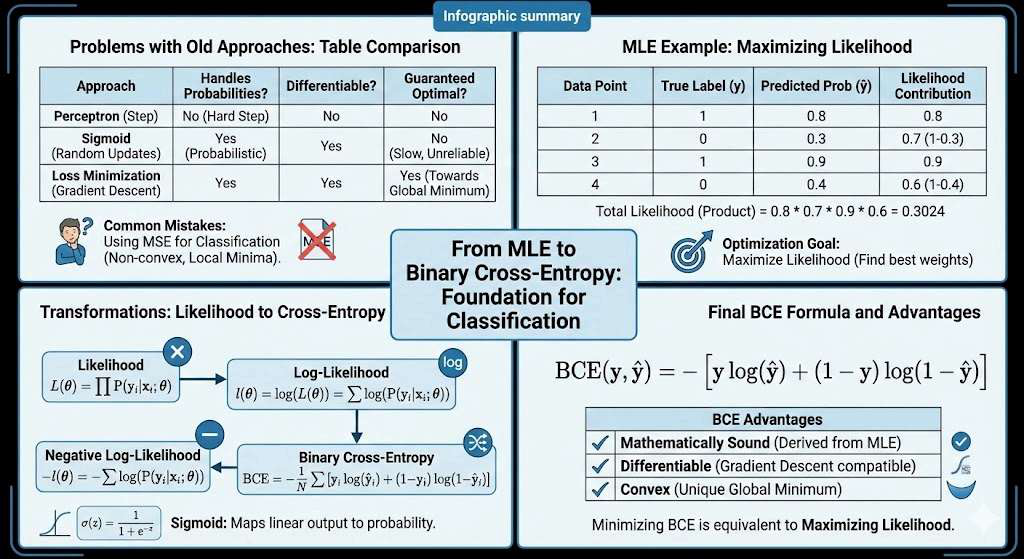 Infographic summary
Problems with Old Approaches: Table Comparison
Approach
Handles
Probabilities?
Differentiable?
Guaranteed
Optimal?
Perceptron (Step)
No (Hard Step)
No
No
Sigmoid
(Random Updates)
Yes
(Probabilistic)
Yes
No
(Slow, Unreliable)
Loss Minimization
(Gradient Descent)
Yes
Yes
Yes (Towards
Global Minimum)
Common Mistakes:
Using MSE for Classification
(Non-convex, Local Minima).
MSE
MLE Example: Maximizing Likelihood
Data Point
True Label (y)
Predicted Prob (ŷ)
Likelihood
Contribution
1
1
0.8
0.8
2
0
0.3
0.7 (1-0.3)
3
1
0.9
0.9
4
0
0.4
0.6 (1-0.4)
Total Likelihood (Product) = 0.8 * 0.7 * 0.9 * 0.6 = 0.3024
Optimization Goal:
Maximize Likelihood (Find best weights)
From MLE to
Binary Cross-Entropy:
Foundation for
Classification
Transformations: Likelihood to Cross-Entropy
Likelihood
L(θ) = ∏ P(yᵢ|xᵢ; θ)
×
Log-Likelihood
l(θ) = log(L(θ)) = ∑ log(P(yᵢ|xᵢ; θ))
log
Negative Log-Likelihood
-l(θ) = -∑ log(P(yᵢ|xᵢ; θ))
−
Binary Cross-Entropy
BCE = -1/N ∑ [yᵢ log(ŷᵢ) + (1-yᵢ) log(1-ŷᵢ)]
σ(z) = 1/(1 + e⁻ᶻ)
Sigmoid: Maps linear output to probability.
Final BCE Formula and Advantages
BCE(y, ŷ) = − [y log(ŷ) + (1 − y) log(1 − ŷ)]
BCE Advantages
Mathematically Sound (Derived from MLE)
Differentiable (Gradient Descent compatible)
Convex (Unique Global Minimum)
Minimizing BCE is equivalent to Maximizing Likelihood.